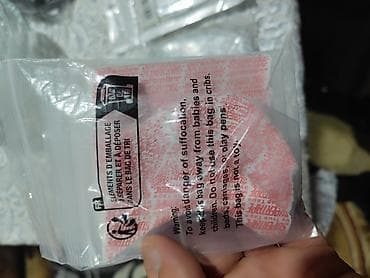 FR
ÉLÉMENTS D'EMBALLAGE
À SÉPARER ET À DÉPOSER
DANS LE BAC DE TRI
Warning:
To avoid danger of suffocation,
keep this bag away from babies and
children. Do not use this bag in cribs,
beds, carriages or play pens.
This bag is not a toy.